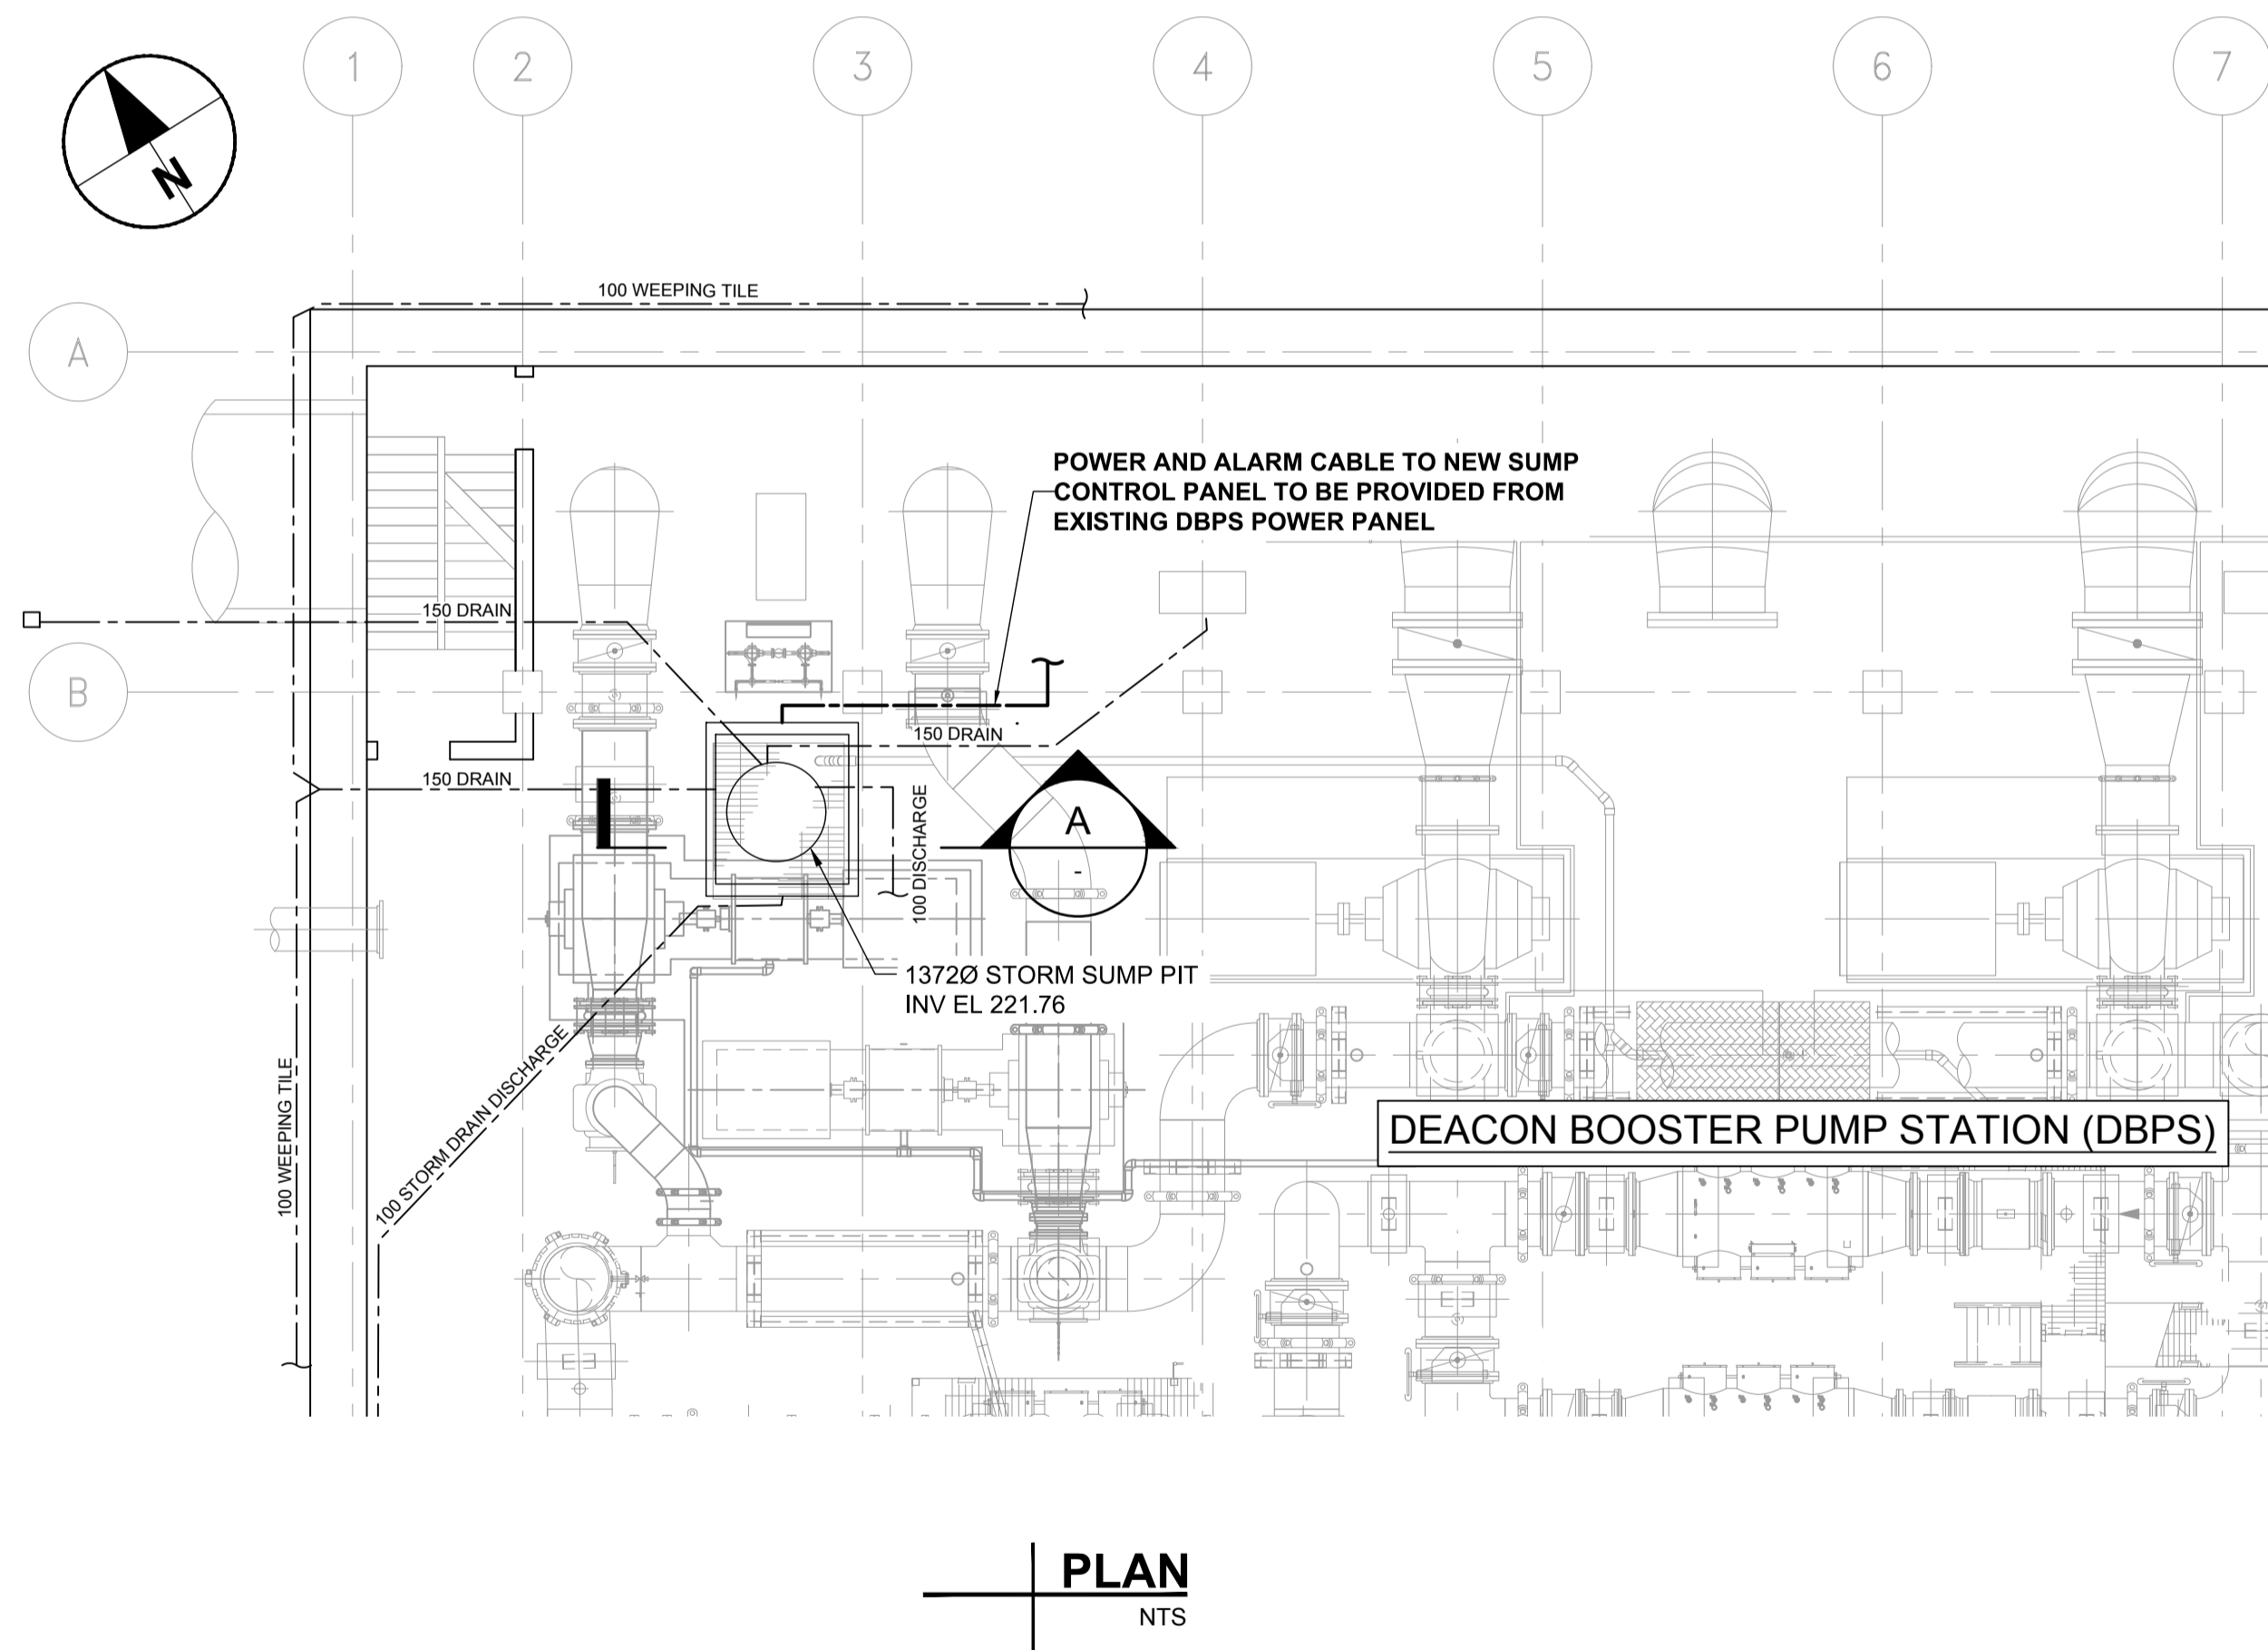 1
2
3
4
5
6
7
N
100 WEEPING TILE
A
POWER AND ALARM CABLE TO NEW SUMP
CONTROL PANEL TO BE PROVIDED FROM
EXISTING DBPS POWER PANEL
150 DRAIN
B
150 DRAIN
150 DRAIN
100 DISCHARGE
A
-
1372Ø STORM SUMP PIT
INV EL 221.76
100 STORM DRAIN DISCHARGE
100 WEEPING TILE
DEACON BOOSTER PUMP STATION (DBPS)
PLAN
NTS